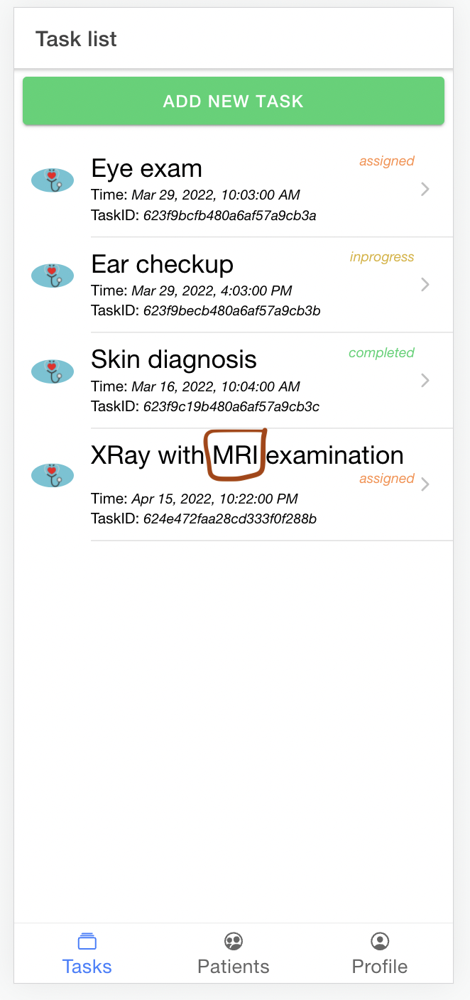 Task list
ADD NEW TASK
Eye exam
assigned
Time: Mar 29, 2022, 10:03:00 AM
TaskID: 623f9bcfb480a6af57a9cb3a
Ear checkup
inprogress
Time: Mar 29, 2022, 4:03:00 PM
TaskID: 623f9becb480a6af57a9cb3b
Skin diagnosis
completed
Time: Mar 16, 2022, 10:04:00 AM
TaskID: 623f9c19b480a6af57a9cb3c
XRay with MRI examination
assigned
Time: Apr 15, 2022, 10:22:00 PM
TaskID: 624e472faa28cd333f0f288b
Tasks
Patients
Profile